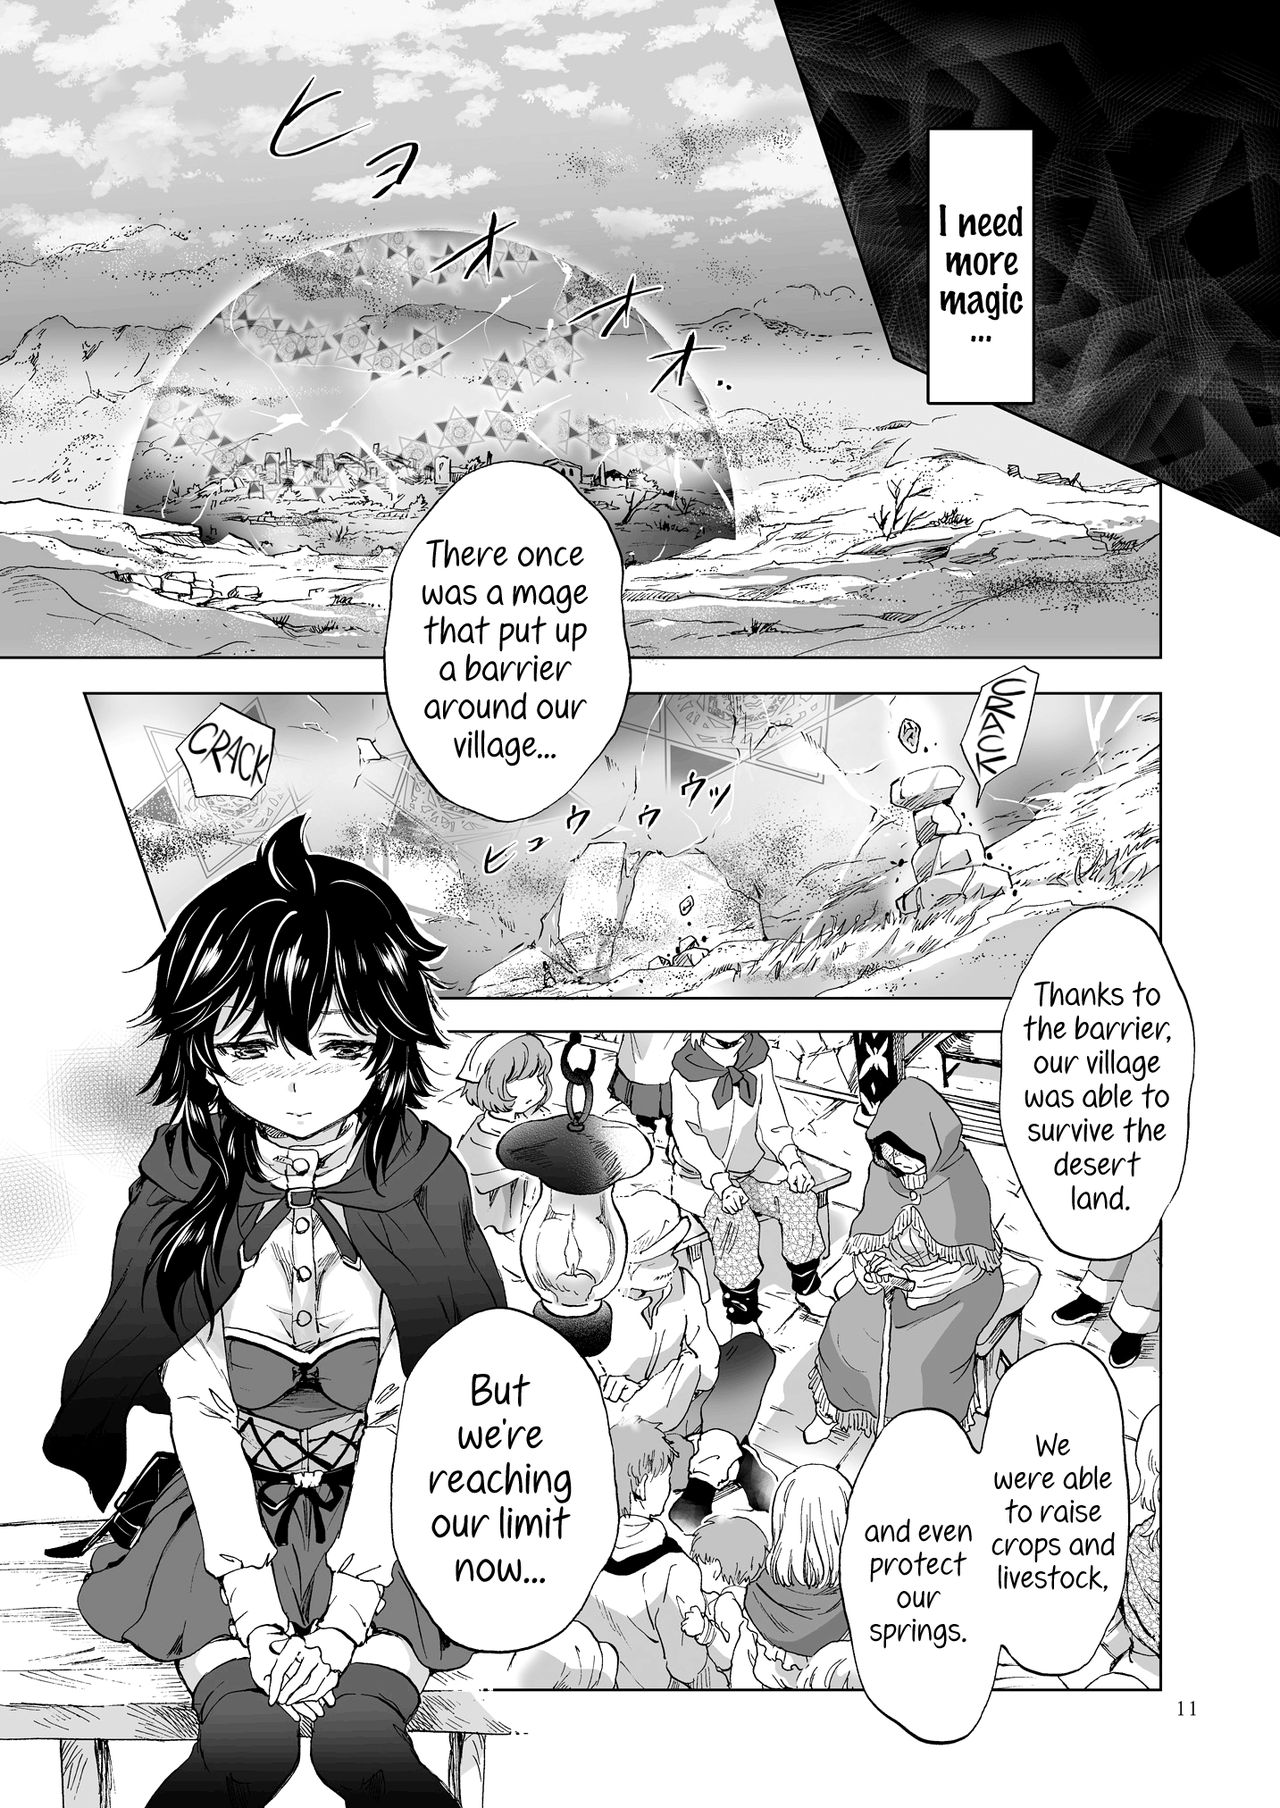 I need
more
magic
...
ヒョオオオ..
There once
was a mage
that put up
a barrier
around our
village...
CRACK
ヒュウウウッ
Thanks to
the barrier,
our village
was able to
survive the
desert
land.
We
were able
to raise
crops and
livestock,
and even
protect
our
springs.
But
we're
reaching
our limit
now...
11